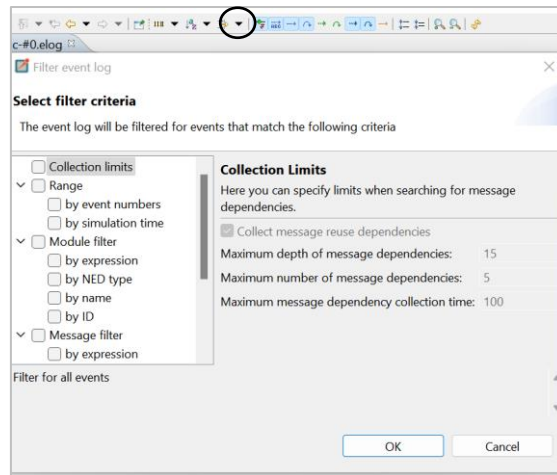 c-#0.elog
Filter event log
Select filter criteria
The event log will be filtered for events that match the following criteria
Collection limits
Range
by event numbers
by simulation time
Module filter
by expression
by NED type
by name
by ID
Message filter
by expression
Collection Limits
Here you can specify limits when searching for message
dependencies.
Collect message reuse dependencies
Maximum depth of message dependencies: 15
Maximum number of message dependencies: 5
Maximum message dependency collection time: 100
Filter for all events
OK Cancel